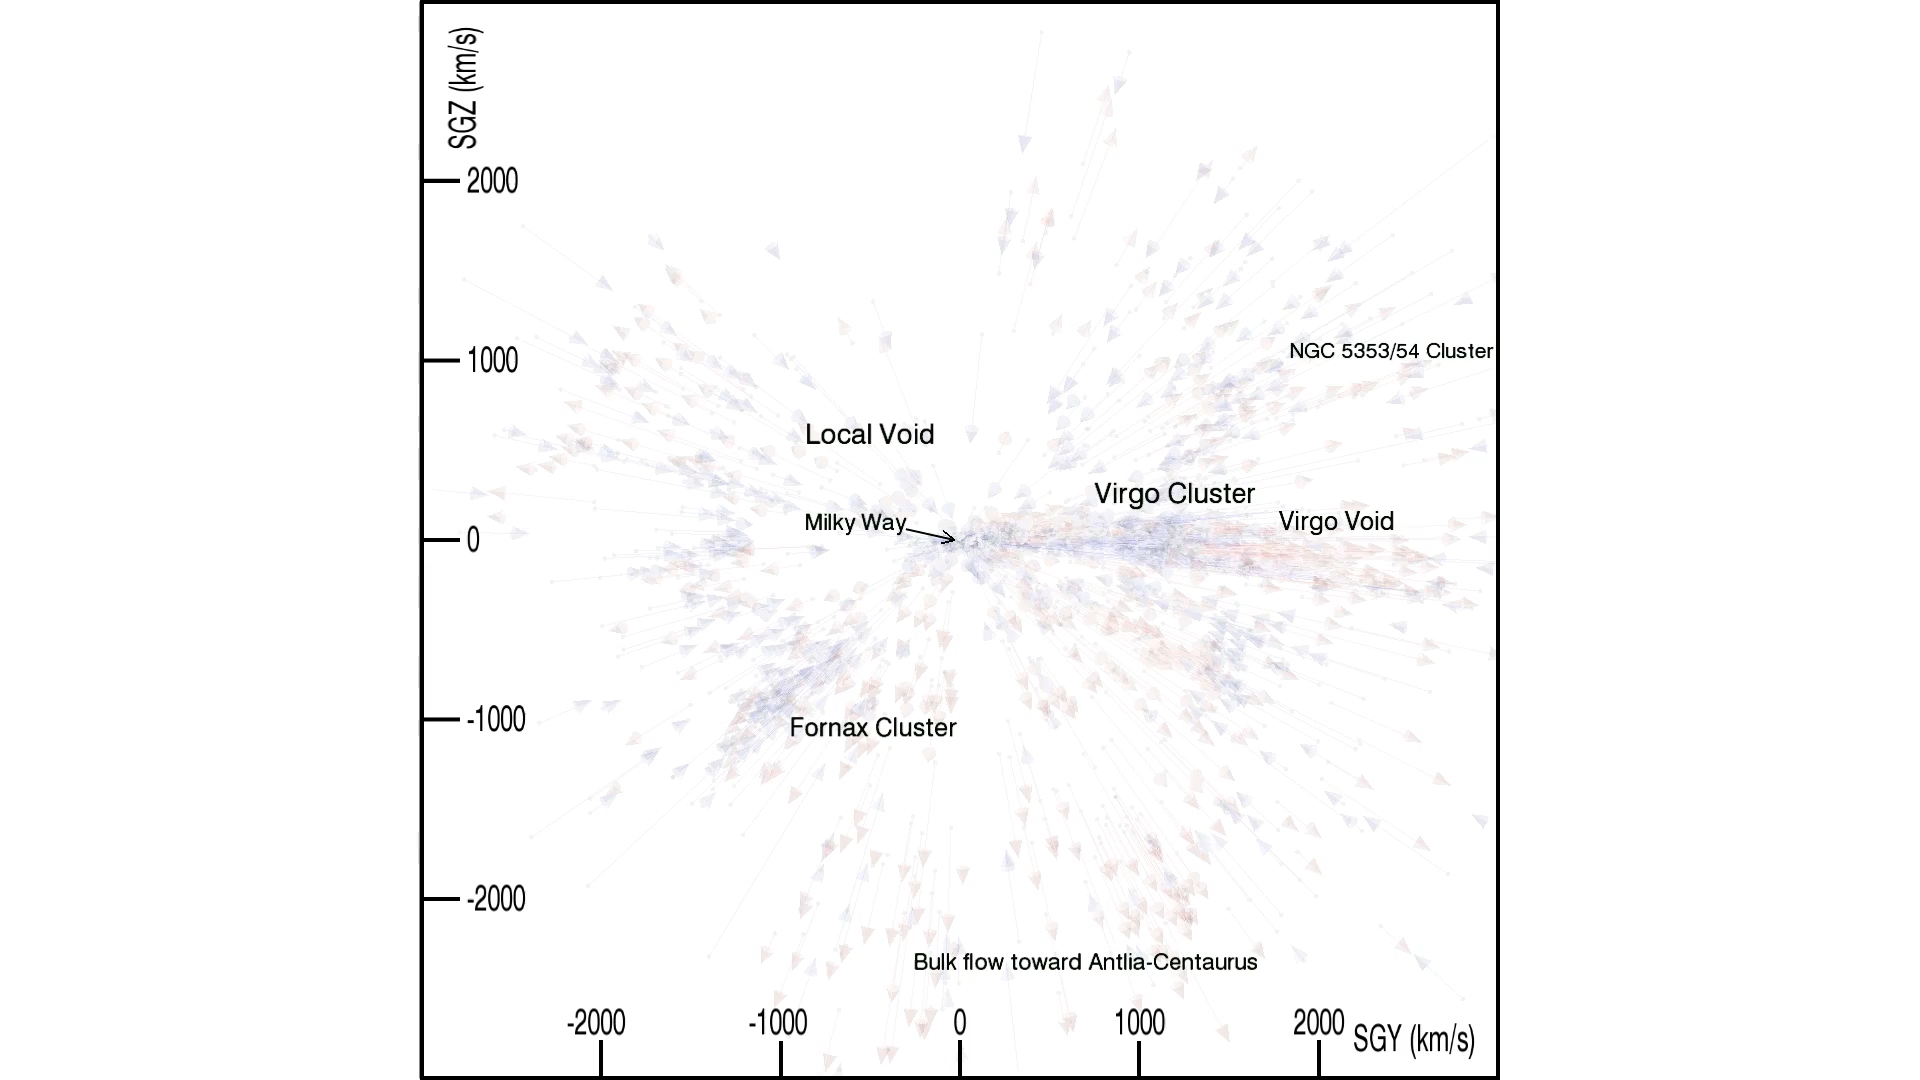 SGZ (km/s)
2000
1000
NGC 5353/54 Cluster
Local Void
Virgo Cluster
Virgo Void
Milky Way
0
-1000
Fornax Cluster
-2000
Bulk flow toward Antlia-Centaurus
-2000 -1000 0 1000 2000 SGY (km/s)